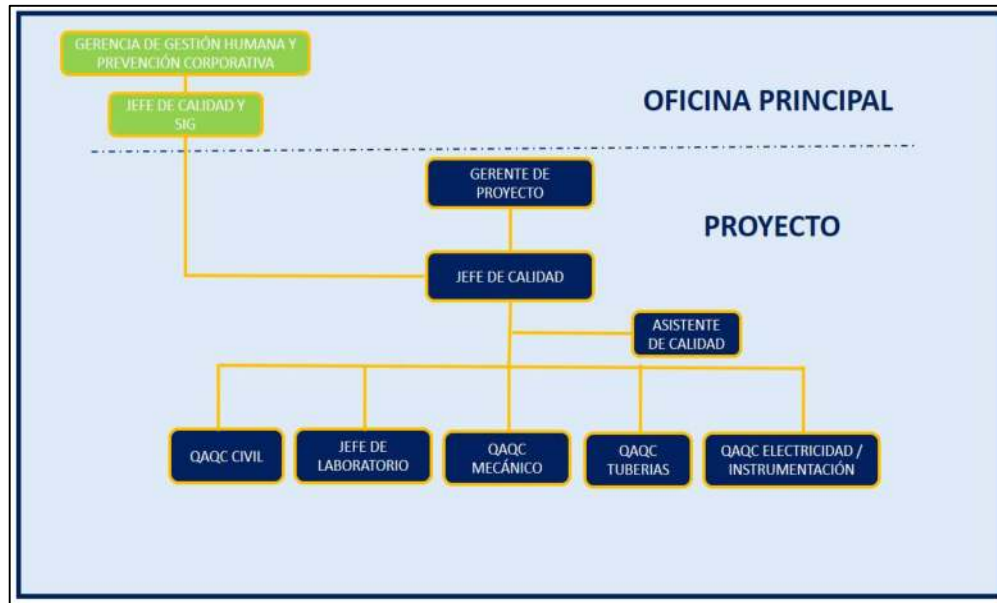 GERENCIA DE GESTIÓN HUMANA Y
PREVENCIÓN CORPORATIVA
JEFE DE CALIDAD Y
SIG
OFICINA PRINCIPAL
GERENTE DE
PROYECTO
PROYECTO
JEFE DE CALIDAD
ASISTENTE
DE CALIDAD
QAQC CIVIL
JEFE DE
LABORATORIO
QAQC
MECÁNICO
QAQC
TUBERIAS
QAQC ELECTRICIDAD /
INSTRUMENTACIÓN